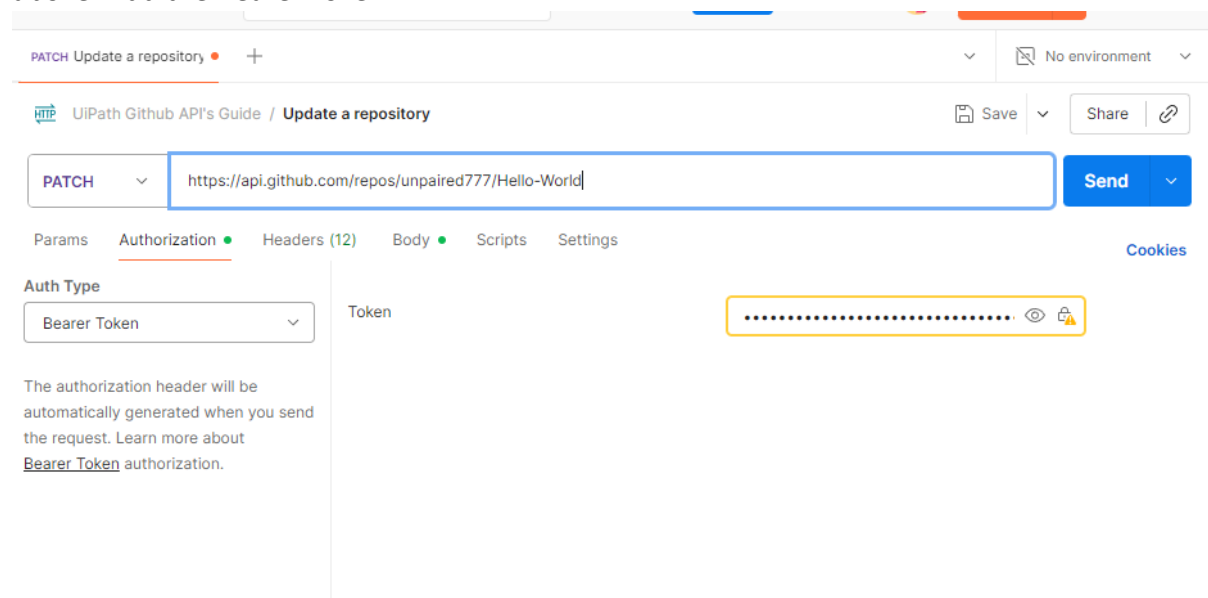 PATCH Update a repository
No environment
HTTP UiPath Github API's Guide / Update a repository
Save
Share
PATCH
https://api.github.com/repos/unpaired777/Hello-World
Send
Params Authorization Headers (12) Body Scripts Settings
Cookies
Auth Type
Bearer Token
Token
The authorization header will be
automatically generated when you send
the request. Learn more about
Bearer Token authorization.